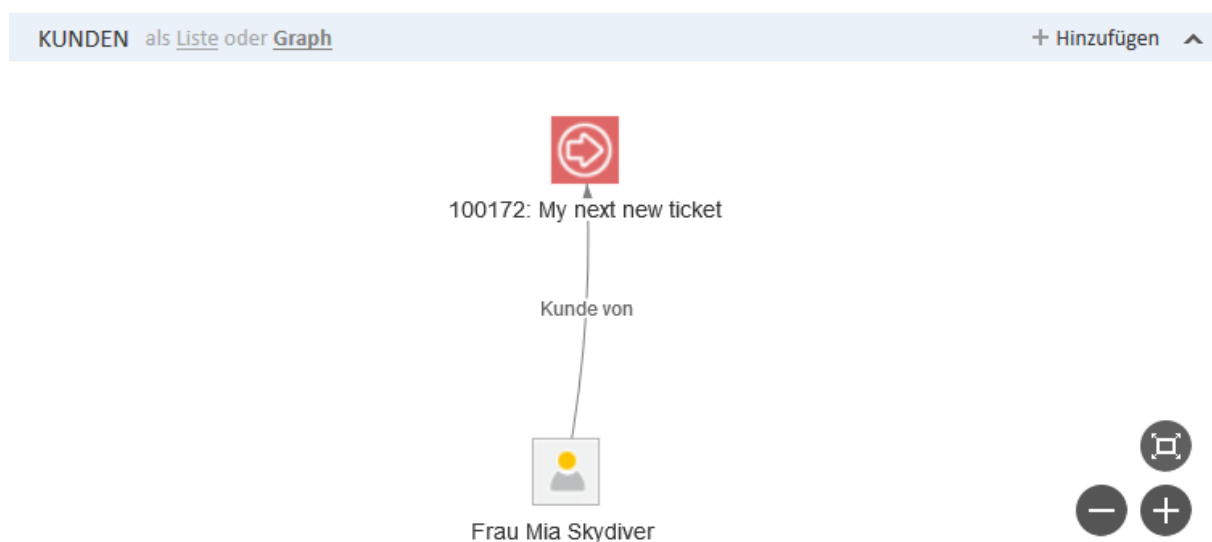 KUNDEN als Liste oder Graph + Hinzufügen
100172: My next new ticket
Kunde von
Frau Mia Skydiver